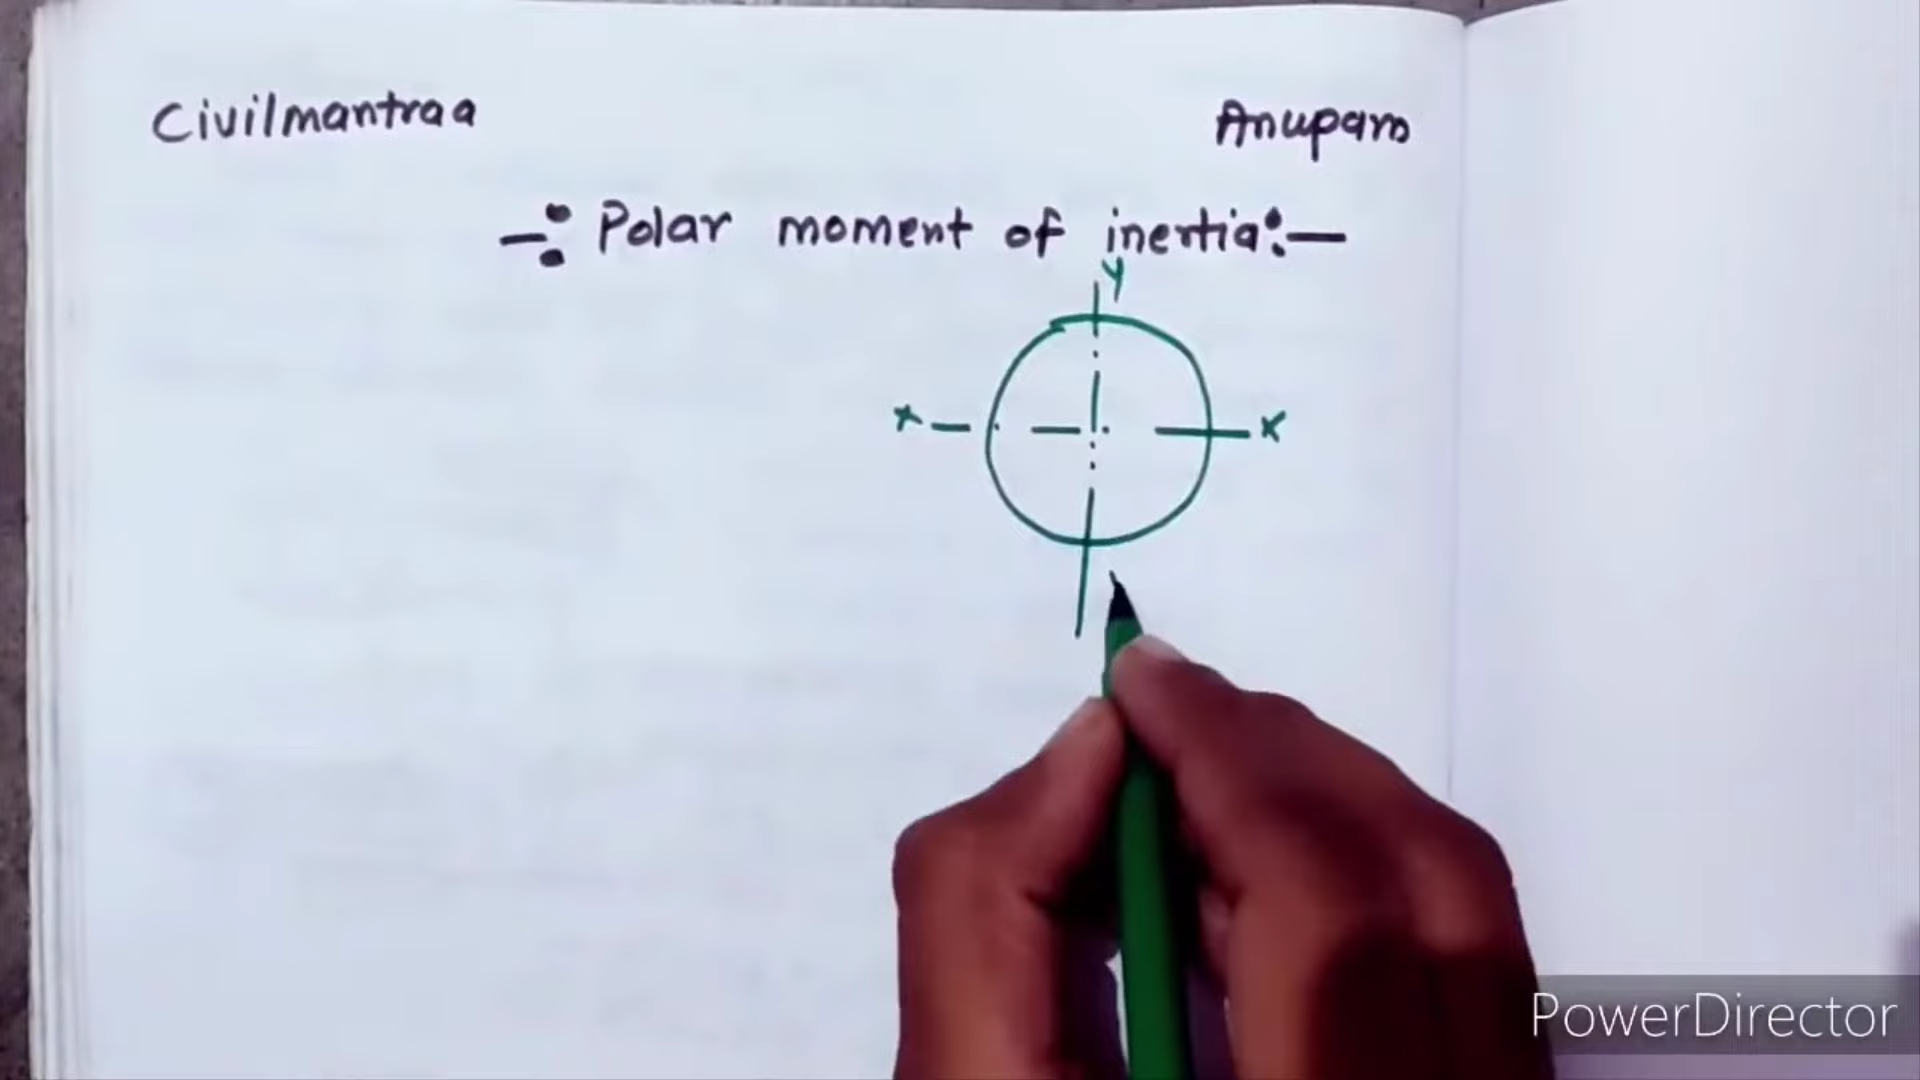 Civilmantraa
Anupam
-: Polar moment of inertia:-
y
x
x
PowerDirector